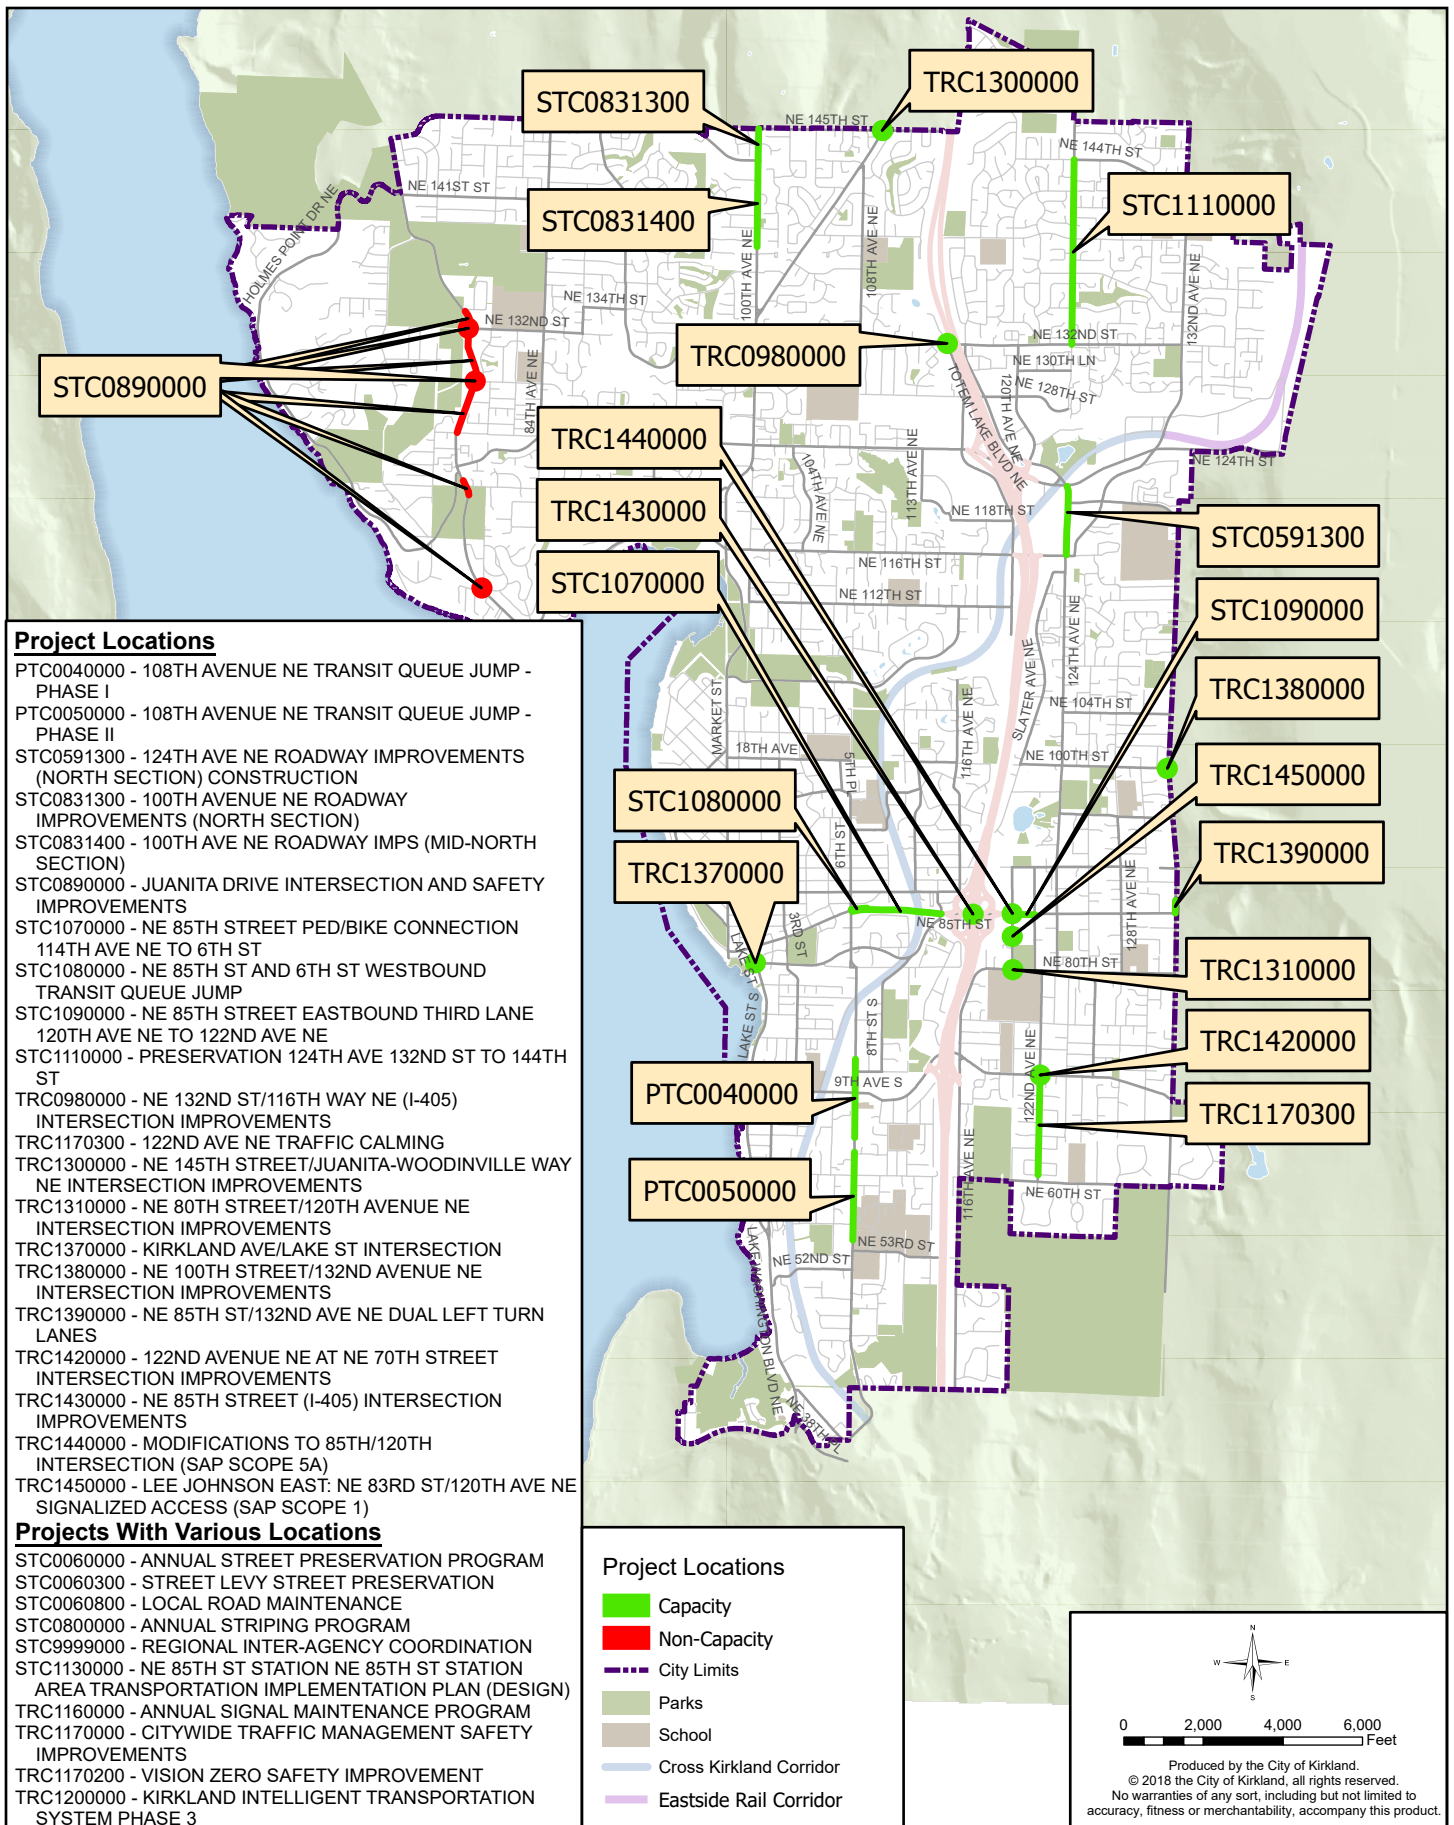 STC0831300
TRC1300000
NE 145TH ST
NE 144TH ST
NE 141ST ST
STC0831400
STC1110000
HOLMES POINT DR NE
100TH AVE NE
108TH AVE NE
132ND AVE NE
NE 134TH ST
NE 132ND ST
NE 132ND ST
TRC0980000
NE 130TH LN
NE 128TH ST
120TH AVE NE
TOTEM LAKE BLVD NE
STC0890000
84TH AVE NE
TRC1440000
104TH AVE NE
113TH AVE NE
NE 124TH ST
TRC1430000
NE 118TH ST
STC0591300
NE 116TH ST
STC1070000
NE 112TH ST
STC1090000
124TH AVE NE
SLATER AVE NE
TRC1380000
MARKET ST
116TH AVE NE
NE 104TH ST
18TH AVE
5TH PL
NE 100TH ST
TRC1450000
STC1080000
6TH ST
TRC1390000
TRC1370000
128TH AVE NE
NE 85TH ST
3RD ST
LAKE ST
NE 80TH ST
TRC1310000
LAKE ST S
8TH ST S
122ND AVE NE
TRC1420000
9TH AVE S
PTC0040000
TRC1170300
116TH AVE NE
PTC0050000
NE 60TH ST
NE 53RD ST
NE 52ND ST
LAKE WASHINGTON BLVD NE
NE 38TH PL
Project Locations
PTC0040000 - 108TH AVENUE NE TRANSIT QUEUE JUMP -
PHASE I
PTC0050000 - 108TH AVENUE NE TRANSIT QUEUE JUMP -
PHASE II
STC0591300 - 124TH AVE NE ROADWAY IMPROVEMENTS
(NORTH SECTION) CONSTRUCTION
STC0831300 - 100TH AVENUE NE ROADWAY
IMPROVEMENTS (NORTH SECTION)
STC0831400 - 100TH AVE NE ROADWAY IMPS (MID-NORTH
SECTION)
STC0890000 - JUANITA DRIVE INTERSECTION AND SAFETY
IMPROVEMENTS
STC1070000 - NE 85TH STREET PED/BIKE CONNECTION
114TH AVE NE TO 6TH ST
STC1080000 - NE 85TH ST AND 6TH ST WESTBOUND
TRANSIT QUEUE JUMP
STC1090000 - NE 85TH STREET EASTBOUND THIRD LANE
120TH AVE NE TO 122ND AVE NE
STC1110000 - PRESERVATION 124TH AVE 132ND ST TO 144TH
ST
TRC0980000 - NE 132ND ST/116TH WAY NE (I-405)
INTERSECTION IMPROVEMENTS
TRC1170300 - 122ND AVE NE TRAFFIC CALMING
TRC1300000 - NE 145TH STREET/JUANITA-WOODINVILLE WAY
NE INTERSECTION IMPROVEMENTS
TRC1310000 - NE 80TH STREET/120TH AVENUE NE
INTERSECTION IMPROVEMENTS
TRC1370000 - KIRKLAND AVE/LAKE ST INTERSECTION
TRC1380000 - NE 100TH STREET/132ND AVENUE NE
INTERSECTION IMPROVEMENTS
TRC1390000 - NE 85TH ST/132ND AVE NE DUAL LEFT TURN
LANES
TRC1420000 - 122ND AVENUE NE AT NE 70TH STREET
INTERSECTION IMPROVEMENTS
TRC1430000 - NE 85TH STREET (I-405) INTERSECTION
IMPROVEMENTS
TRC1440000 - MODIFICATIONS TO 85TH/120TH
INTERSECTION (SAP SCOPE 5A)
TRC1450000 - LEE JOHNSON EAST: NE 83RD ST/120TH AVE NE
SIGNALIZED ACCESS (SAP SCOPE 1)
Projects With Various Locations
STC0060000 - ANNUAL STREET PRESERVATION PROGRAM
STC0060300 - STREET LEVY STREET PRESERVATION
STC0060800 - LOCAL ROAD MAINTENANCE
STC0800000 - ANNUAL STRIPING PROGRAM
STC9999000 - REGIONAL INTER-AGENCY COORDINATION
STC1130000 - NE 85TH ST STATION NE 85TH ST STATION
AREA TRANSPORTATION IMPLEMENTATION PLAN (DESIGN)
TRC1160000 - ANNUAL SIGNAL MAINTENANCE PROGRAM
TRC1170000 - CITYWIDE TRAFFIC MANAGEMENT SAFETY
IMPROVEMENTS
TRC1170200 - VISION ZERO SAFETY IMPROVEMENT
TRC1200000 - KIRKLAND INTELLIGENT TRANSPORTATION
SYSTEM PHASE 3
Project Locations
Capacity
Non-Capacity
City Limits
Parks
School
Cross Kirkland Corridor
Eastside Rail Corridor
N
W E
S
0 2,000 4,000 6,000
Feet
Produced by the City of Kirkland.
© 2018 the City of Kirkland, all rights reserved.
No warranties of any sort, including but not limited to
accuracy, fitness or merchantability, accompany this product.